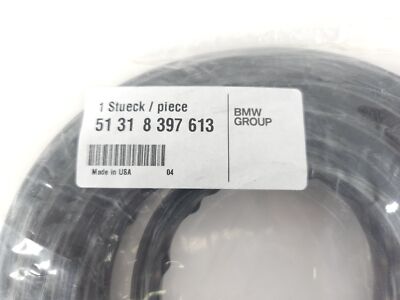 1 Stueck / piece
51 31 8 397 613
BMW
GROUP
Made in USA 04